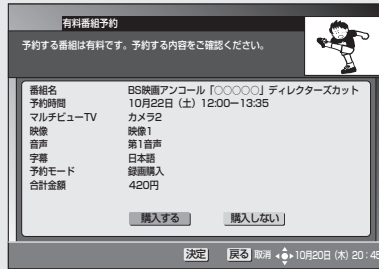 有料番組予約
予約する番組は有料です。予約する内容をご確認ください。
番組名 BS映画アンコール「○○○○○」ディレクターズカット
予約時間 10月22日（土）12:00ー13:35
マルチビューTV カメラ2
映像 映像1
音声 第1音声
字幕 日本語
予約モード 録画購入
合計金額 420円
購入する 購入しない
決定 戻る 取消 10月20日（木）20：45